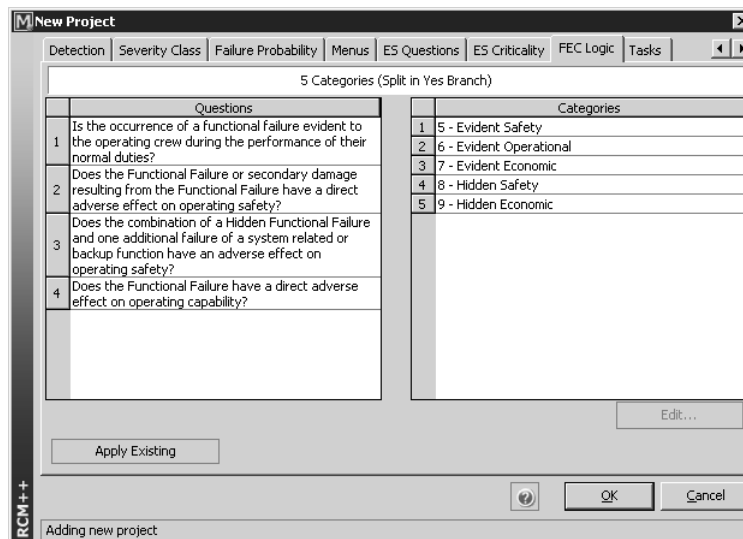 New Project
Detection
Severity Class
Failure Probability
Menus
ES Questions
ES Criticality
FEC Logic
Tasks
5 Categories (Split in Yes Branch)
Questions
1 Is the occurrence of a functional failure evident to
the operating crew during the performance of their
normal duties?
2 Does the Functional Failure or secondary damage
resulting from the Functional Failure have a direct
adverse effect on operating safety?
3 Does the combination of a Hidden Functional Failure
and one additional failure of a system related or
backup function have an adverse effect on
operating safety?
4 Does the Functional Failure have a direct adverse
effect on operating capability?
Categories
1 5 - Evident Safety
2 6 - Evident Operational
3 7 - Evident Economic
4 8 - Hidden Safety
5 9 - Hidden Economic
Edit...
Apply Existing
?
OK
Cancel
RCM++
Adding new project